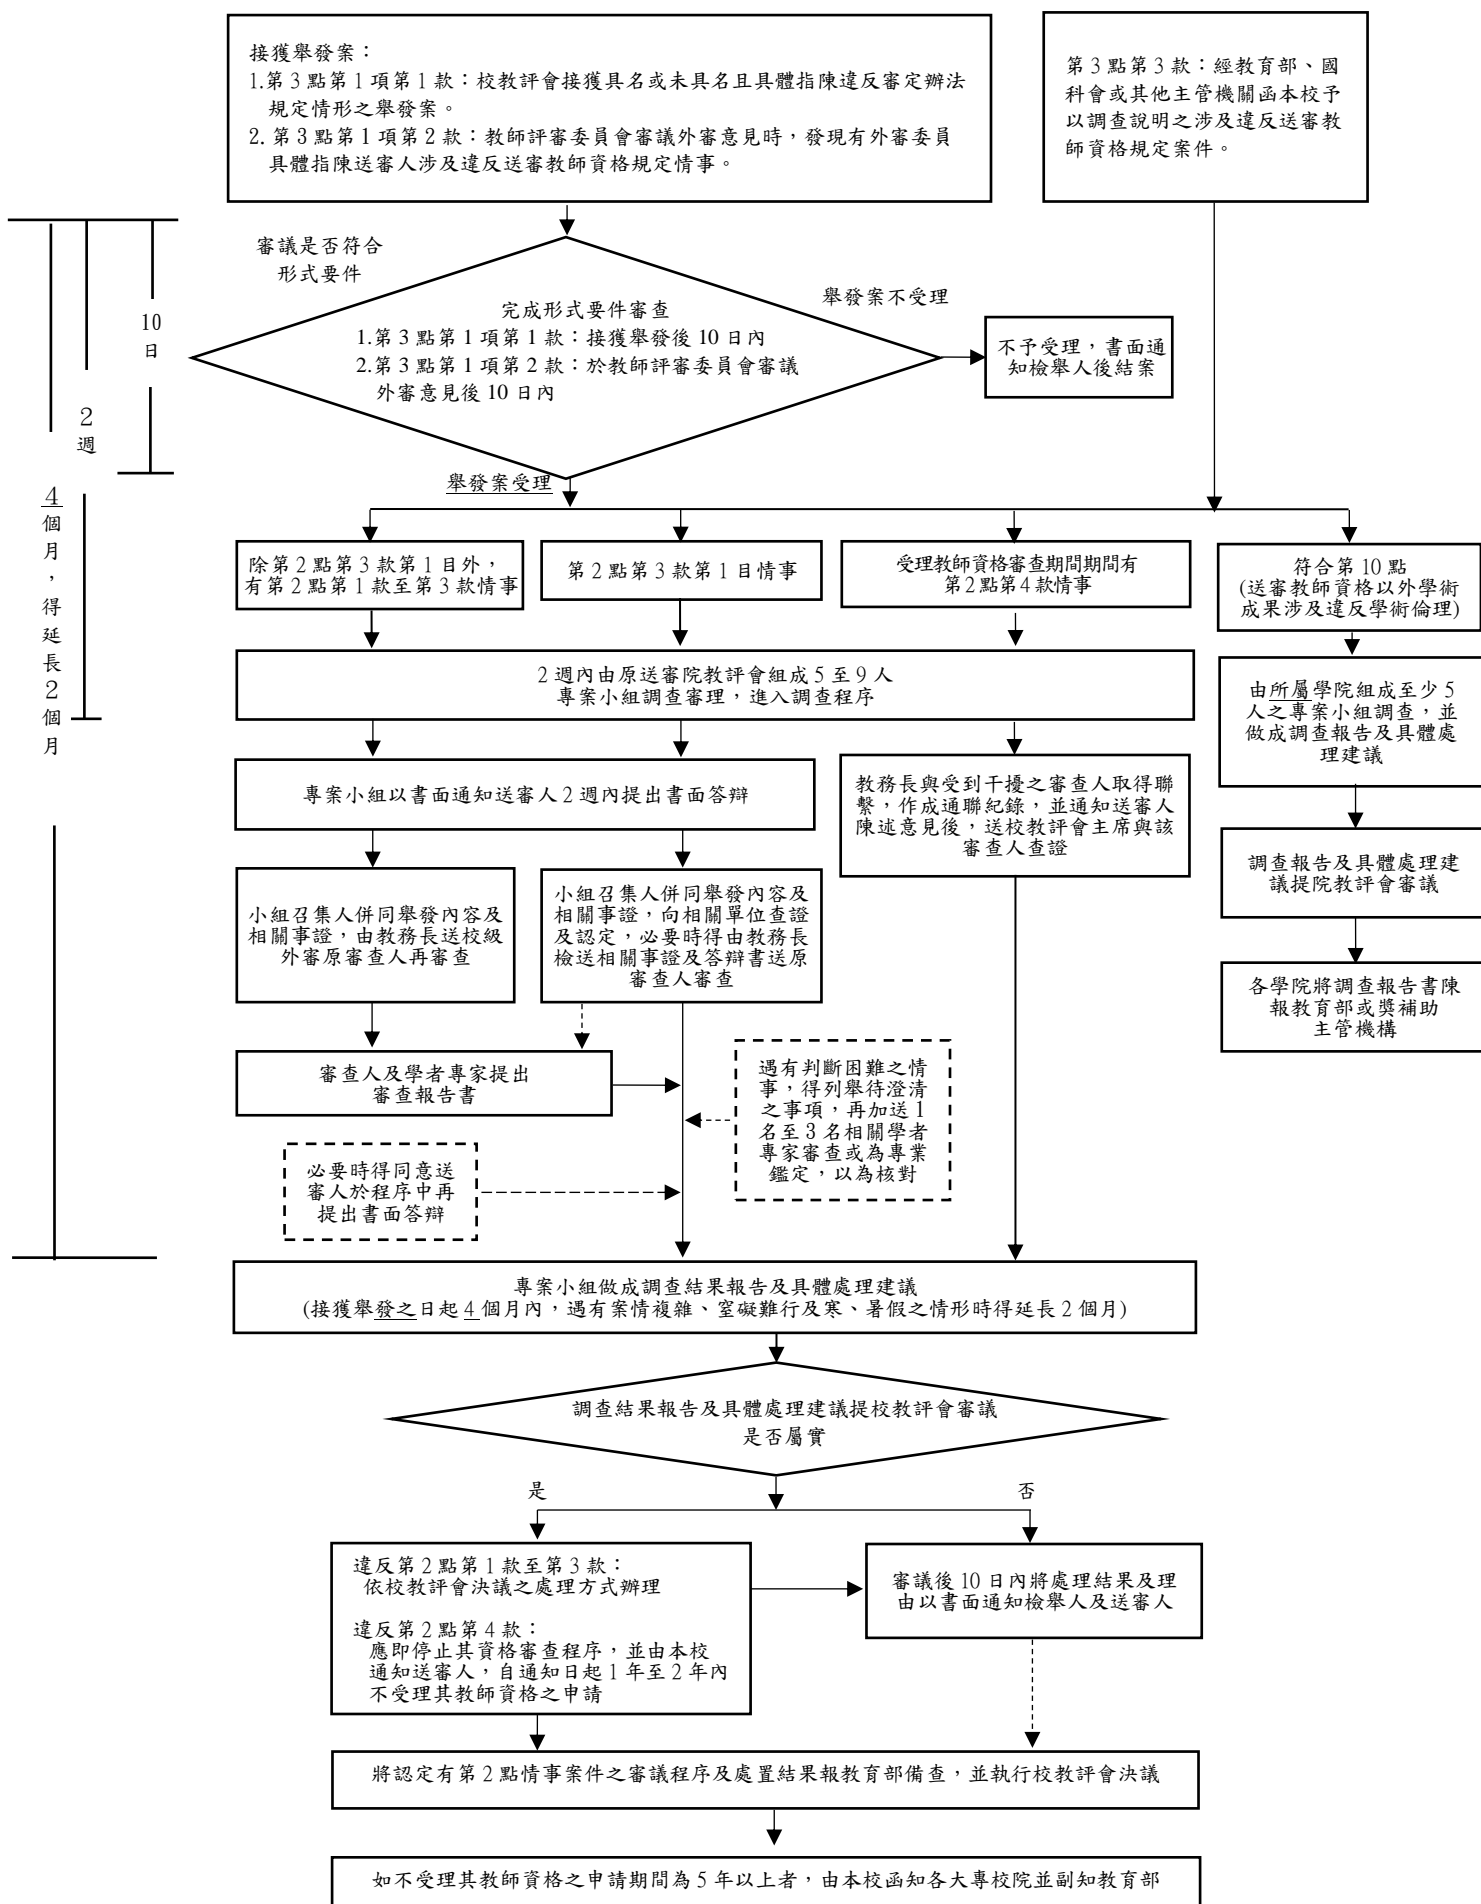 接獲舉發案：
1.第3點第1項第1款：校教評會接獲具名或未具名且具體指陳違反審定辦法
規定情形之舉發案。
2. 第3點第1項第2款：教師評審委員會審議外審意見時，發現有外審委員
具體指陳送審人涉及違反送審教師資格規定情事。
第3點第3款：經教育部、國
科會或其他主管機關函本校予
以調查說明之涉及違反送審教
師資格規定案件。
審議是否符合
形式要件
完成形式要件審查
1.第3點第1項第1款：接獲舉發後10日內
2.第3點第1項第2款：於教師評審委員會審議
外審意見後10日內
舉發案不受理
不予受理，書面通
知檢舉人後結案
10
日
2
週
4
個
月
，
得
延
長
2
個
月
舉發案受理
除第2點第3款第1目外，
有第2點第1款至第3款情事
第2點第3款第1目情事
受理教師資格審查期間期間有
第2點第4款情事
符合第10點
(送審教師資格以外學術
成果涉及違反學術倫理)
2週內由原送審院教評會組成5至9人
專案小組調查審理，進入調查程序
由所屬學院組成至少5
人之專案小組調查，並
做成調查報告及具體處
理建議
專案小組以書面通知送審人2週內提出書面答辯
教務長與受到干擾之審查人取得聯
繫，作成通聯紀錄，並通知送審人
陳述意見後，送校教評會主席與該
審查人查證
調查報告及具體處理建
議提院教評會審議
小組召集人併同舉發內容及
相關事證，由教務長送校級
外審原審查人再審查
小組召集人併同舉發內容及
相關事證，向相關單位查證
及認定，必要時得由教務長
檢送相關事證及答辯書送原
審查人審查
各學院將調查報告書陳
報教育部或獎補助
主管機構
審查人及學者專家提出
審查報告書
遇有判斷困難之情
事，得列舉待澄清
之事項，再加送1
名至3名相關學者
專家審查或為專業
鑑定，以為核對
必要時得同意送
審人於程序中再
提出書面答辯
專案小組做成調查結果報告及具體處理建議
(接獲舉發之日起4個月內，遇有案情複雜、窒礙難行及寒、暑假之情形時得延長2個月)
調查結果報告及具體處理建議提校教評會審議
是否屬實
是
否
違反第2點第1款至第3款：
依校教評會決議之處理方式辦理
違反第2點第4款：
應即停止其資格審查程序，並由本校
通知送審人，自通知日起1年至2年內
不受理其教師資格之申請
審議後10日內將處理結果及理
由以書面通知檢舉人及送審人
將認定有第2點情事案件之審議程序及處置結果報教育部備查，並執行校教評會決議
如不受理其教師資格之申請期間為5年以上者，由本校函知各大專校院並副知教育部